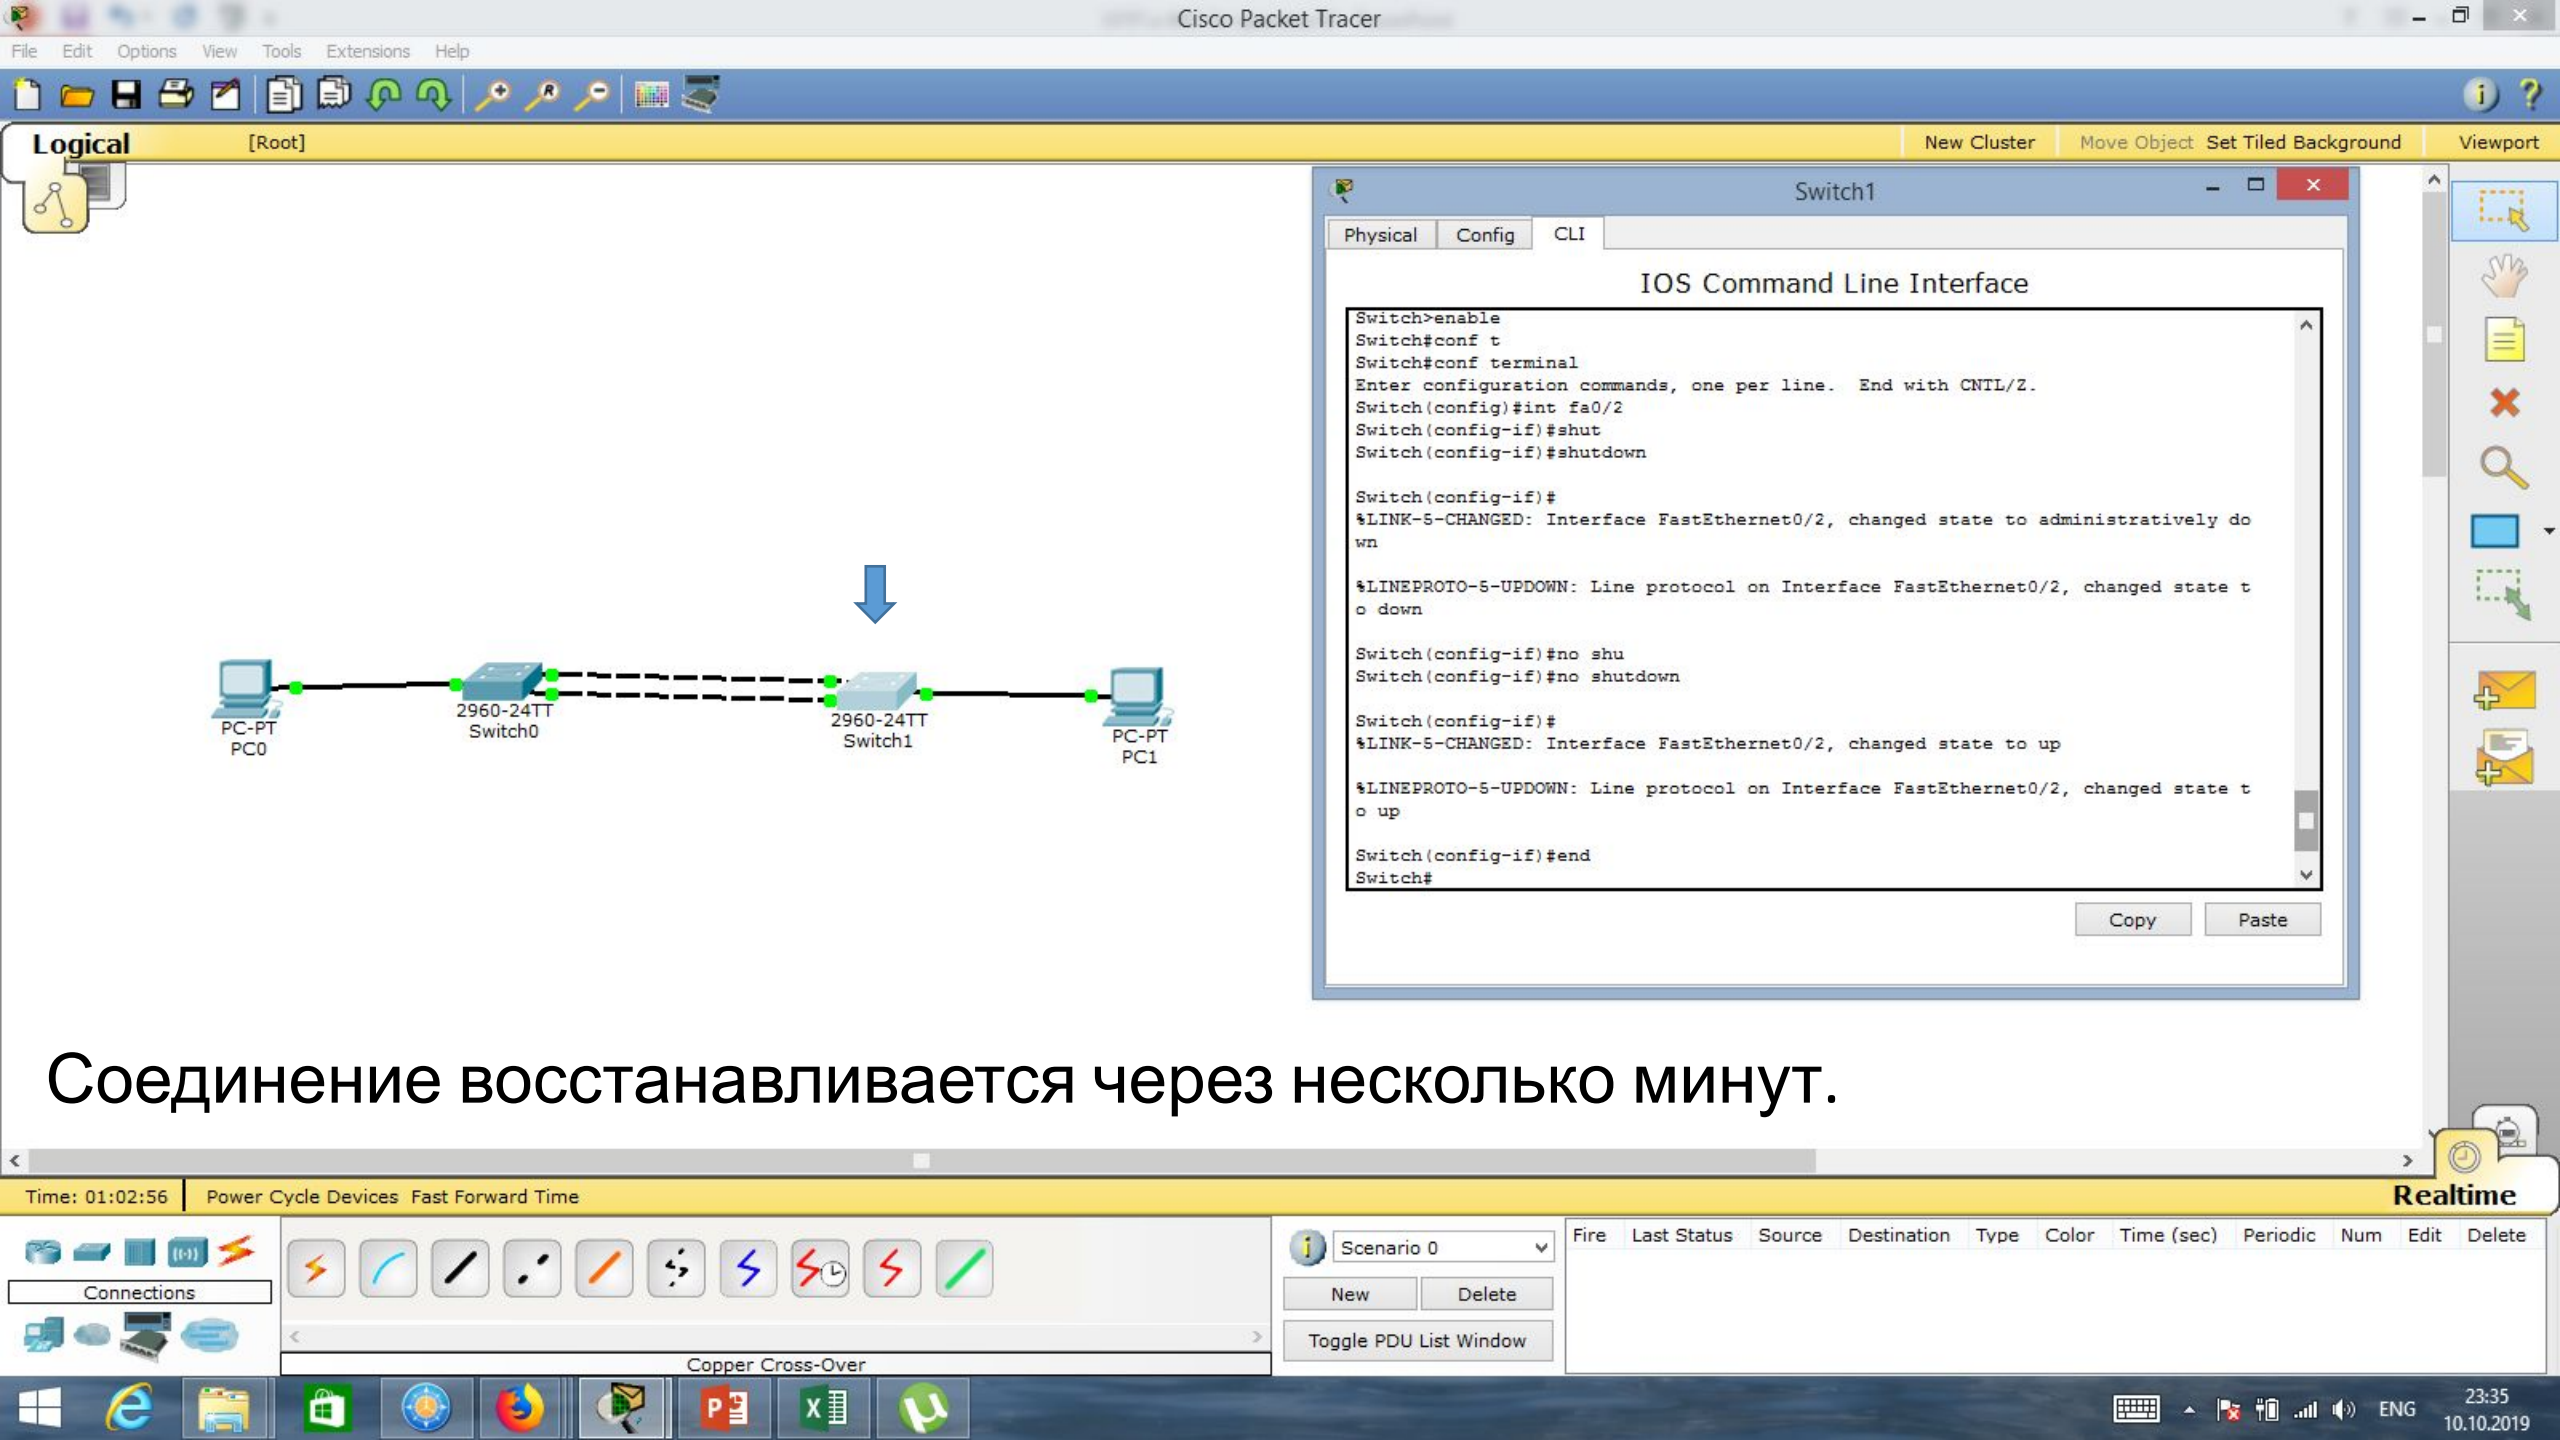 Cisco Packet Tracer
File Edit Options View Tools Extensions Help
Logical [Root] New Cluster Move Object Set Tiled Background Viewport
Switch1
Physical Config CLI
IOS Command Line Interface
Switch>enable
Switch#conf t
Switch#conf terminal
Enter configuration commands, one per line.  End with CNTL/Z.
Switch(config)#int fa0/2
Switch(config-if)#shut
Switch(config-if)#shutdown
Switch(config-if)#
%LINK-5-CHANGED: Interface FastEthernet0/2, changed state to administratively do
wn
%LINEPROTO-5-UPDOWN: Line protocol on Interface FastEthernet0/2, changed state t
o down
Switch(config-if)#no shu
Switch(config-if)#no shutdown
Switch(config-if)#
%LINK-5-CHANGED: Interface FastEthernet0/2, changed state to up
%LINEPROTO-5-UPDOWN: Line protocol on Interface FastEthernet0/2, changed state t
o up
Switch(config-if)#end
Switch#
Copy Paste
PC-PT
PC0
2960-24TT
Switch0
2960-24TT
Switch1
PC-PT
PC1
Соединение восстанавливается через несколько минут.
Time: 01:02:56 Power Cycle Devices Fast Forward Time Realtime
Connections
Copper Cross-Over
Scenario 0
New Delete
Toggle PDU List Window
Fire Last Status Source Destination Type Color Time (sec) Periodic Num Edit Delete
ENG
23:35
10.10.2019